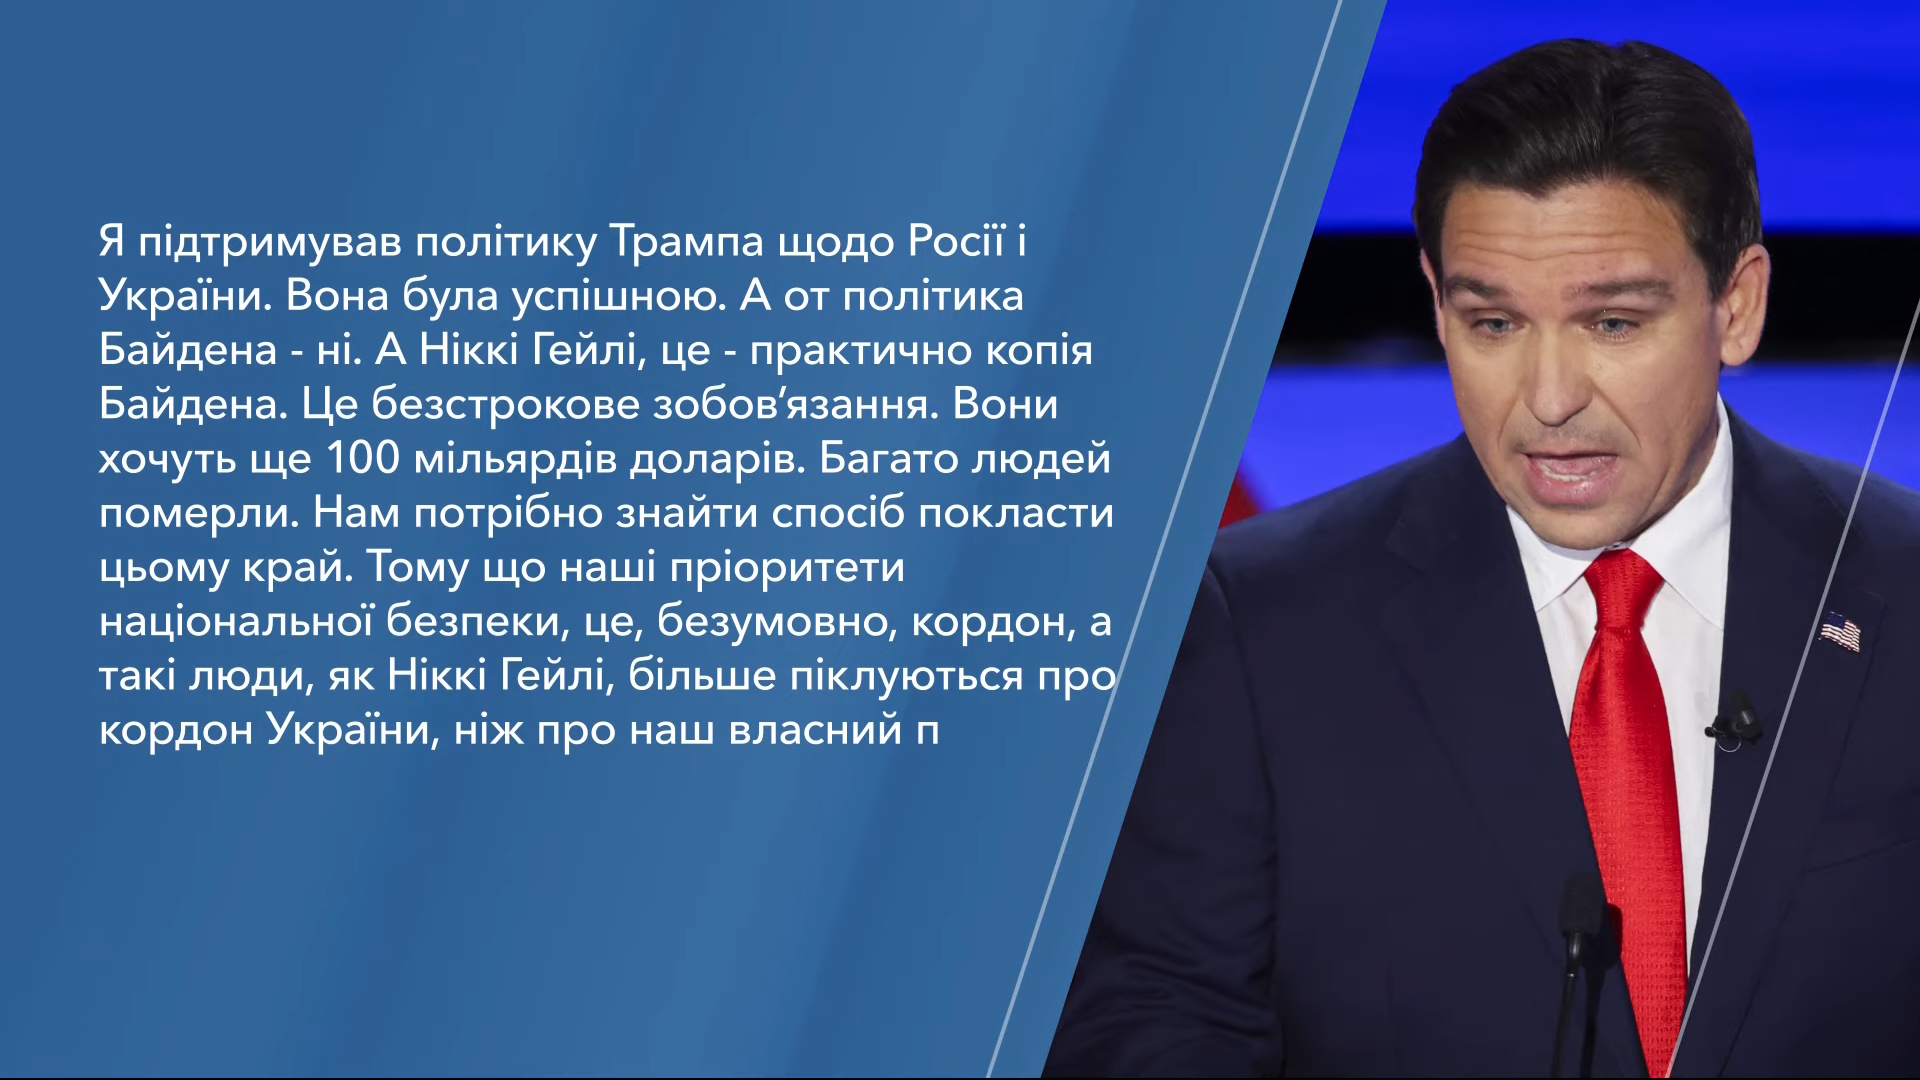 Я підтримував політику Трампа щодо Росії і
України. Вона була успішною. А от політика
Байдена - ні. А Ніккі Гейлі, це - практично копія
Байдена. Це безстрокове зобов’язання. Вони
хочуть ще 100 мільярдів доларів. Багато людей
померли. Нам потрібно знайти спосіб покласти
цьому край. Тому що наші пріоритети
національної безпеки, це, безумовно, кордон, а
такі люди, як Ніккі Гейлі, більше піклуються про
кордон України, ніж про наш власний п